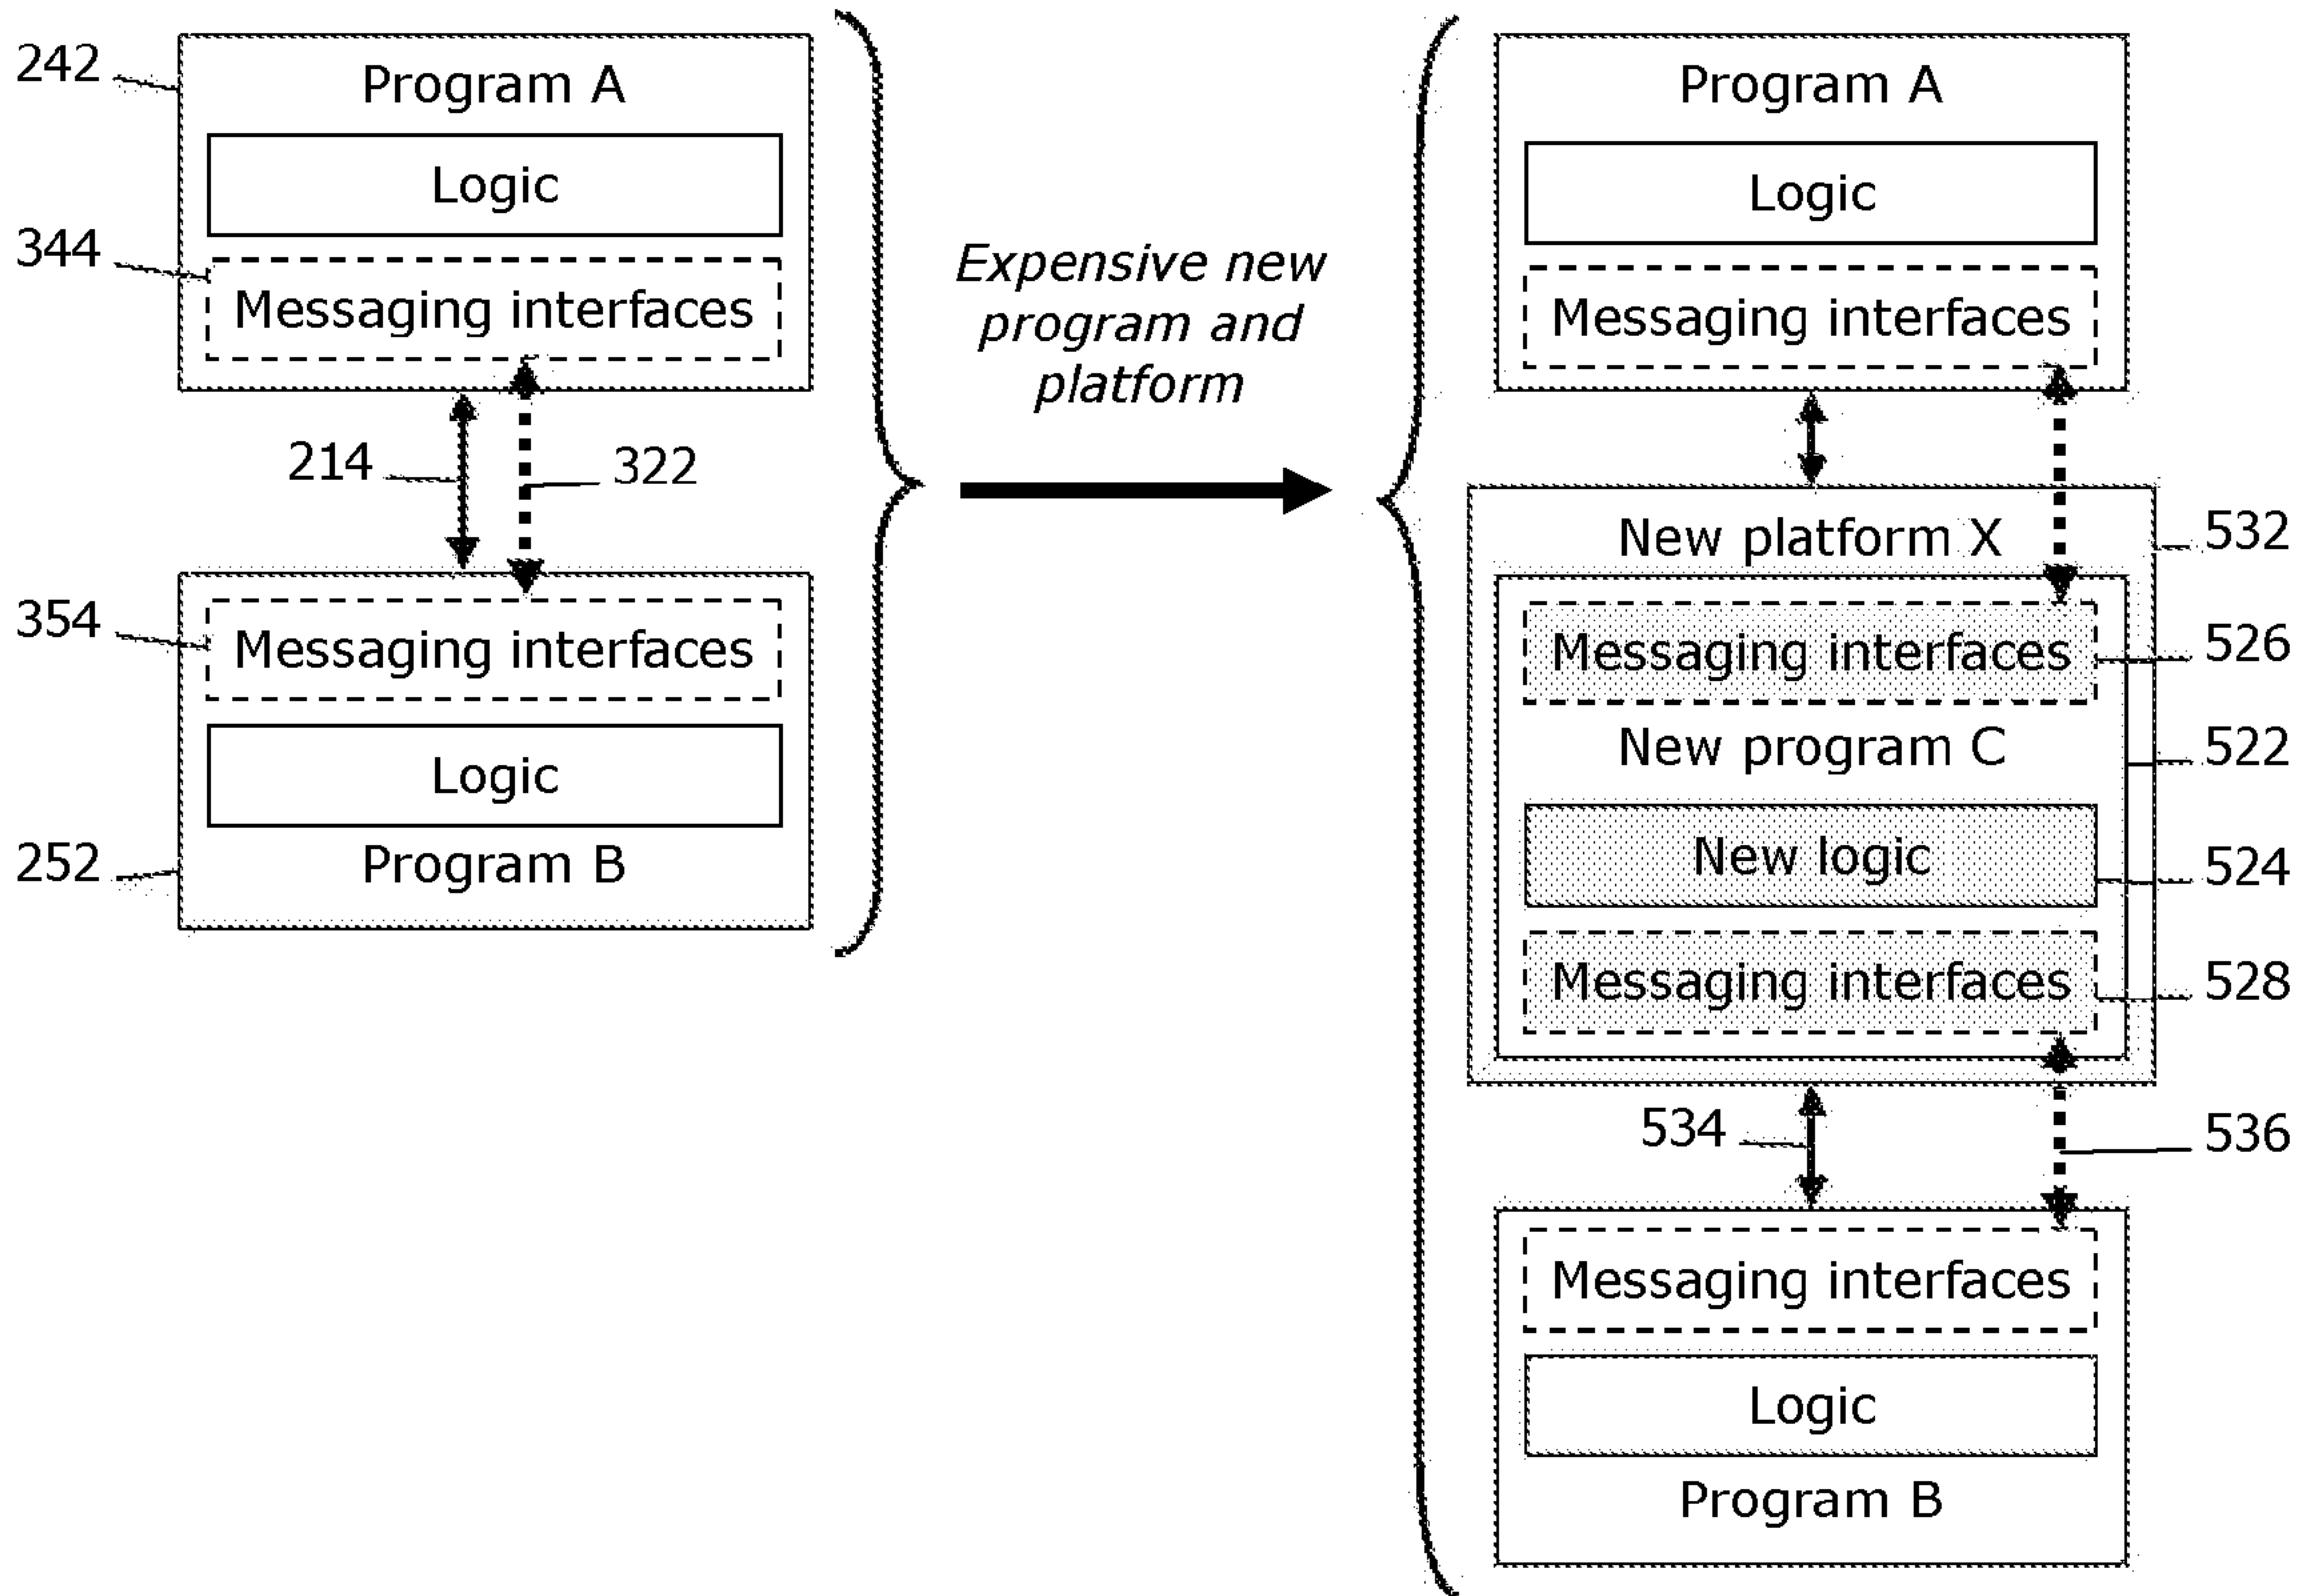 242
Program A
Logic
344
Messaging interfaces
214
322
354
Messaging interfaces
Logic
252
Program B
Expensive new
program and
platform
Program A
Logic
Messaging interfaces
New platform X
532
Messaging interfaces
526
New program C
522
New logic
524
Messaging interfaces
528
534
536
Messaging interfaces
Logic
Program B